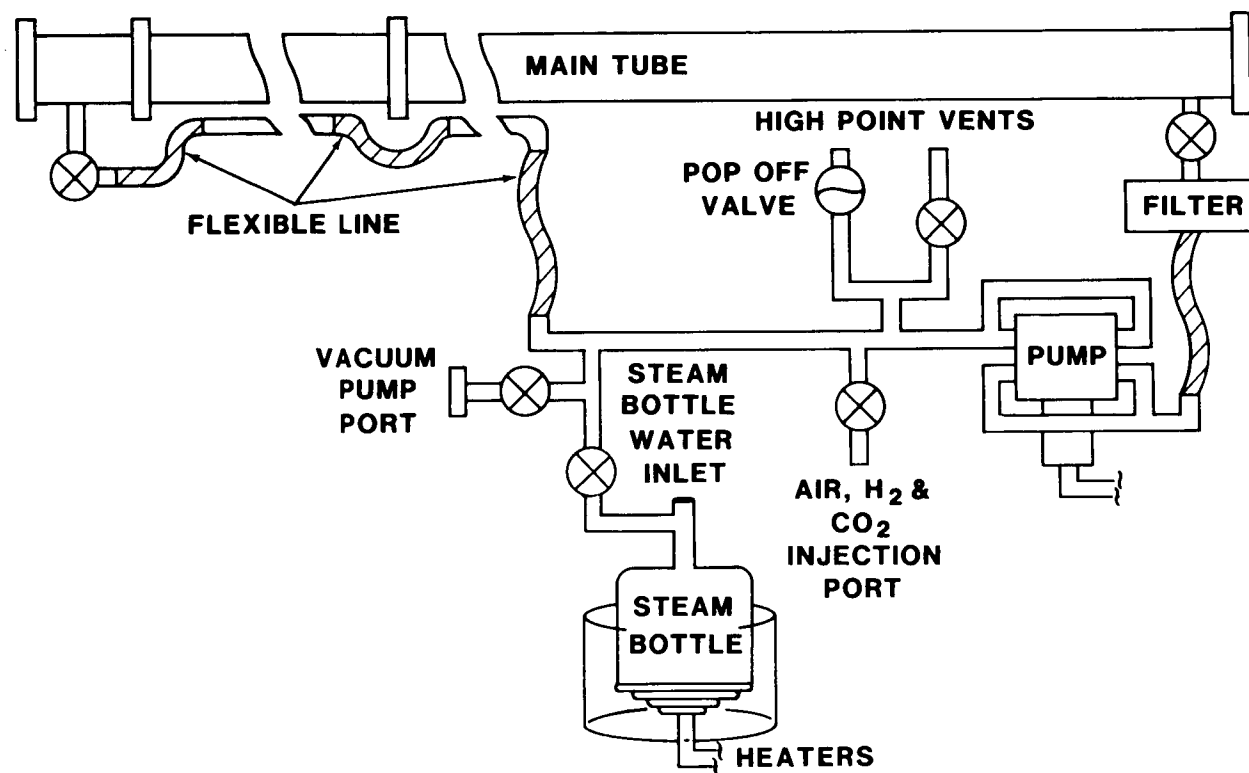 MAIN TUBE
HIGH POINT VENTS
POP OFF
VALVE
FILTER
FLEXIBLE LINE
PUMP
VACUUM
PUMP
PORT
STEAM
BOTTLE
WATER
INLET
AIR, H₂ &
CO₂
INJECTION
PORT
STEAM
BOTTLE
HEATERS